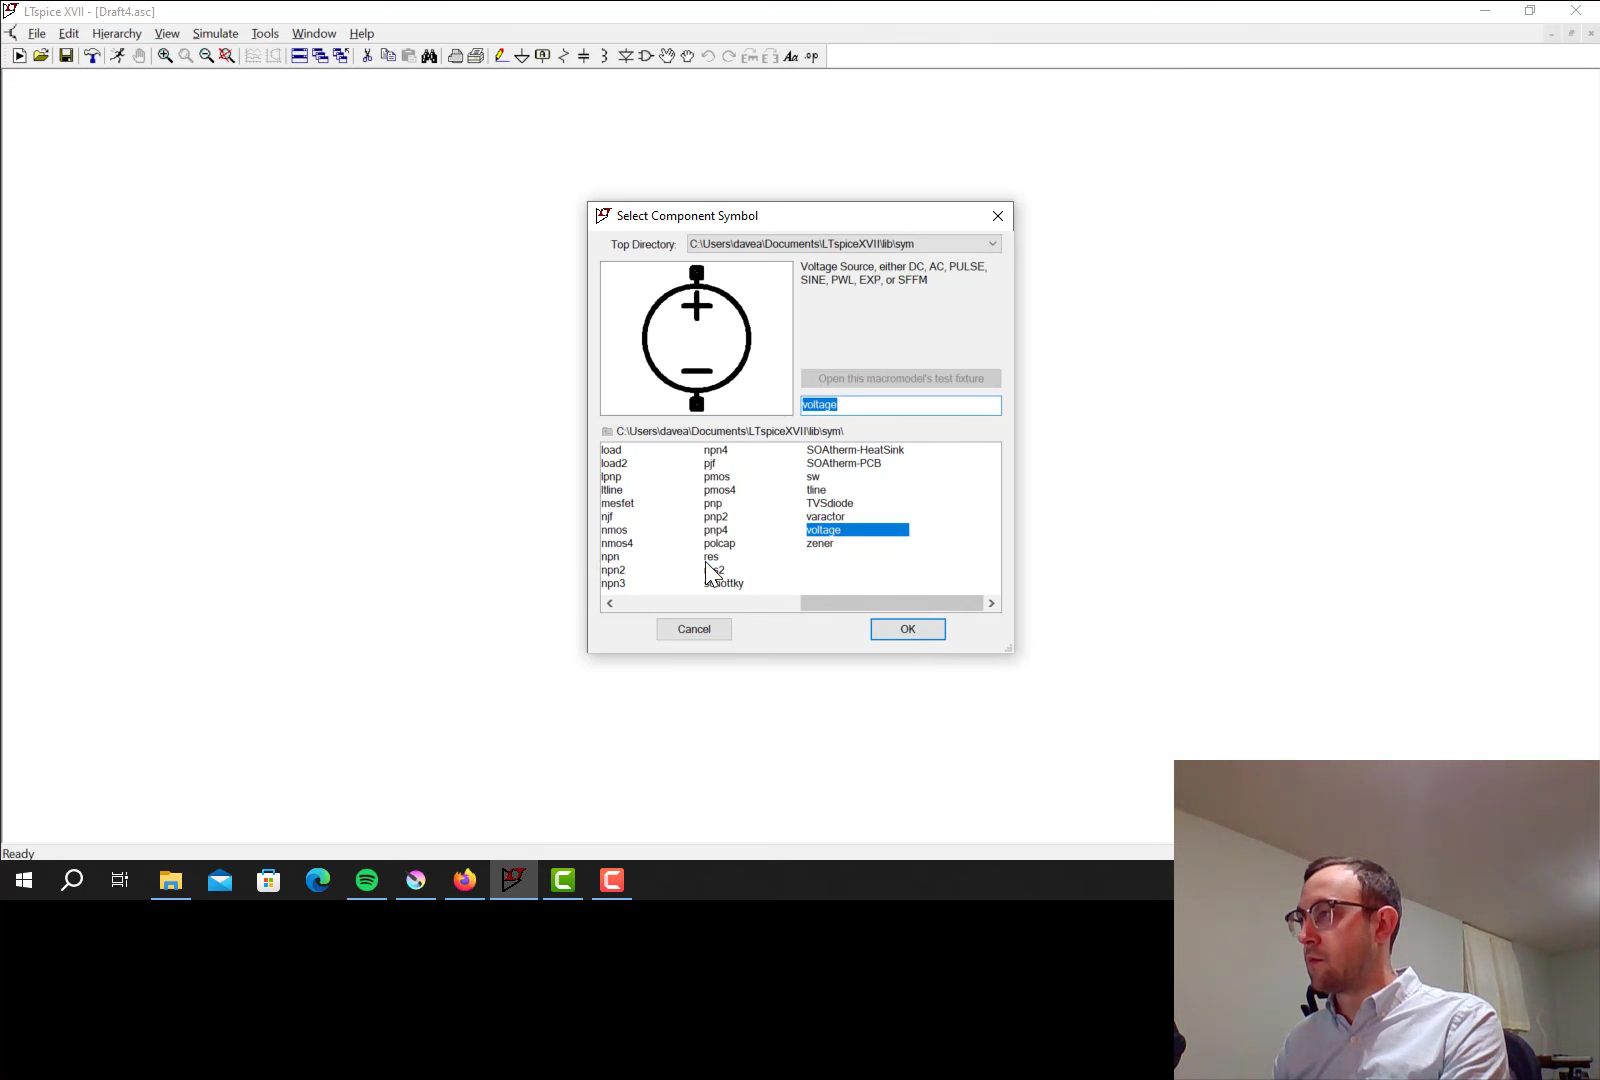 LTspice XVII - [Draft4.asc]
File Edit Hierarchy View Simulate Tools Window Help
Aa .op
Select Component Symbol
Top Directory: C:\Users\davea\Documents\LTspiceXVII\lib\sym
Voltage Source, either DC, AC, PULSE,
SINE, PWL, EXP, or SFFM
Open this macromodel's test fixture
voltage
C:\Users\davea\Documents\LTspiceXVII\lib\sym\
load npn4 SOAtherm-HeatSink
load2 pjf SOAtherm-PCB
lpnp pmos sw
ltline pmos4 tline
mesfet pnp TVSdiode
njf pnp2 varactor
nmos pnp4 voltage
nmos4 polcap zener
npn res
npn2
npn3
Cancel OK
Ready